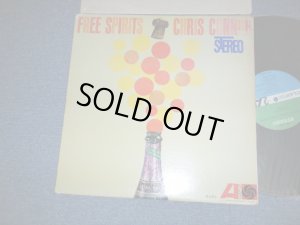 FREE SPIRITS CHRIS CONNOR
STEREO
SOLD OUT